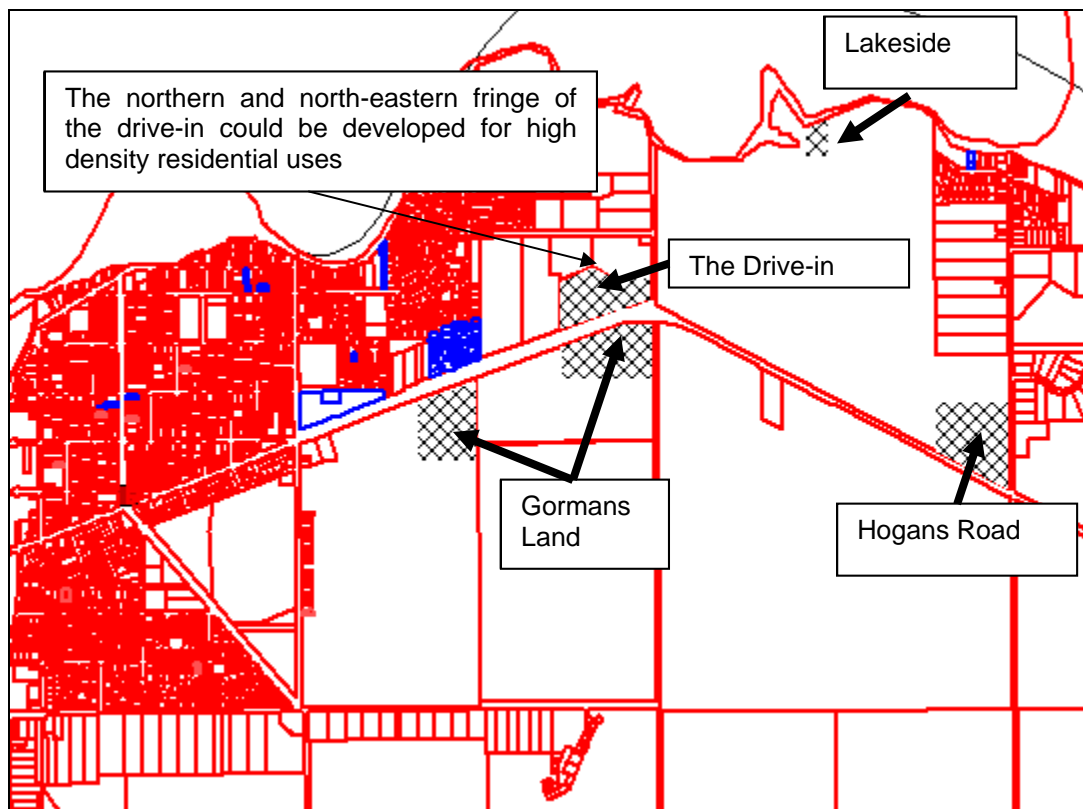 Lakeside
The northern and north-eastern fringe of
the drive-in could be developed for high
density residential uses
The Drive-in
Gormans
Land
Hogans Road